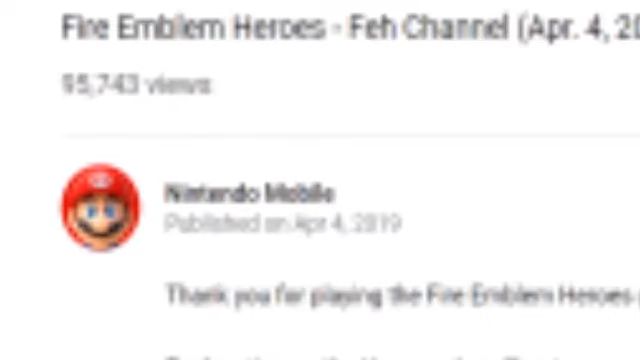 Fire Emblem Heroes - Feh Channel (Apr. 4, 20
95,743 views
Nintendo Mobile
Published on Apr 4, 2019
Thank you for playing the Fire Emblem Heroes